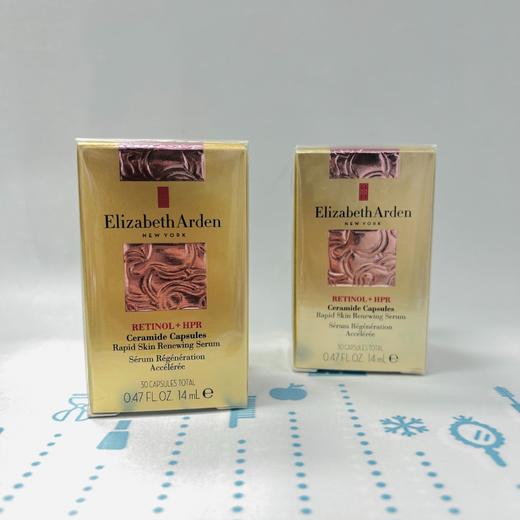 Elizabeth Arden
NEW YORK
RETINOL + HPR
Ceramide Capsules
Rapid Skin Renewing Serum
Sérum Régénération
Accélérée
30 CAPSULES TOTAL
0.47 FL. OZ. 14 mL e
Elizabeth Arden
NEW YORK
RETINOL + HPR
Ceramide Capsules
Rapid Skin Renewing Serum
Sérum Régénération
Accélérée
30 CAPSULES TOTAL
0.47 FL. OZ. 14 mL e